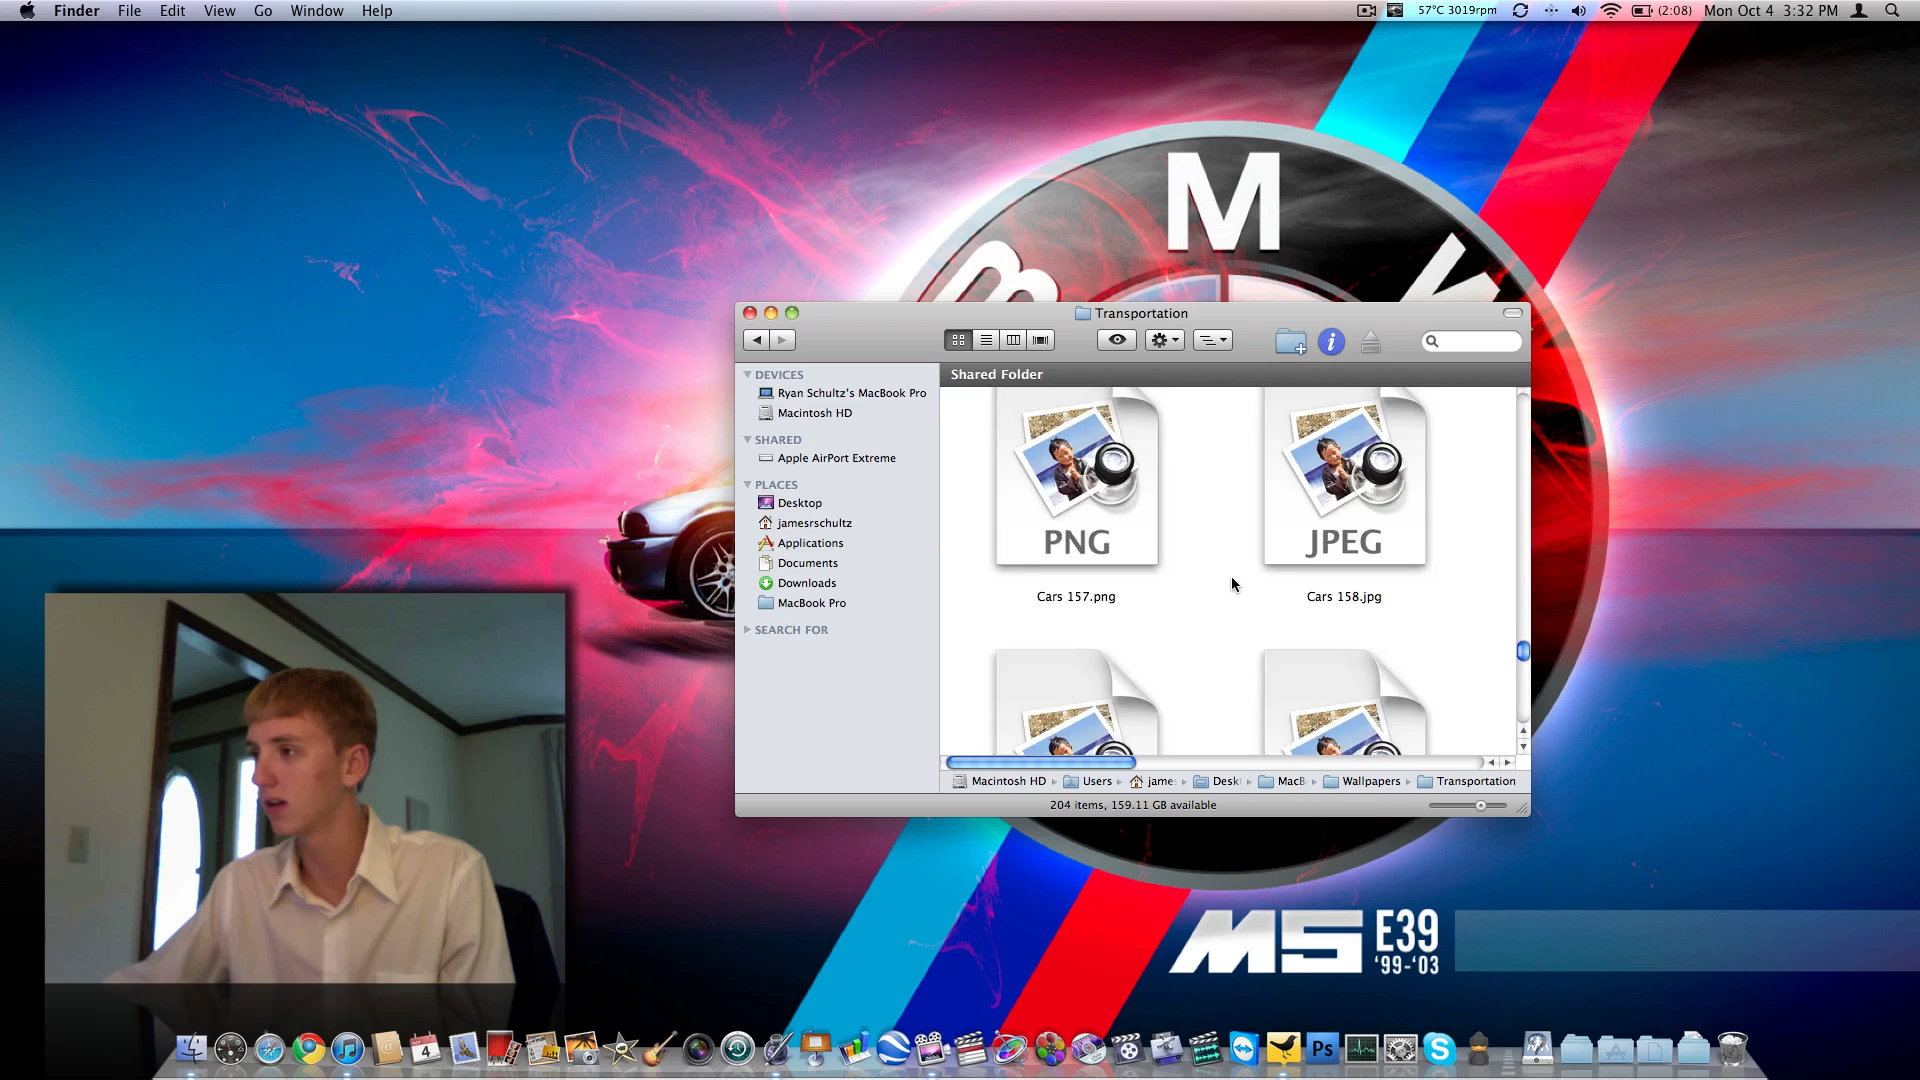 Finder File Edit View Go Window Help
57°C 3019rpm (2:08) Mon Oct 4 3:32 PM
M
Transportation
Shared Folder
DEVICES
Ryan Schultz's MacBook Pro
Macintosh HD
SHARED
Apple AirPort Extreme
PLACES
Desktop
jamesrschultz
Applications
Documents
Downloads
MacBook Pro
SEARCH FOR
PNG
JPEG
Cars 157.png
Cars 158.jpg
Macintosh HD Users jame Desk MacB Wallpapers Transportation
204 items, 159.11 GB available
M5 E39
'99-'03
4
Ps